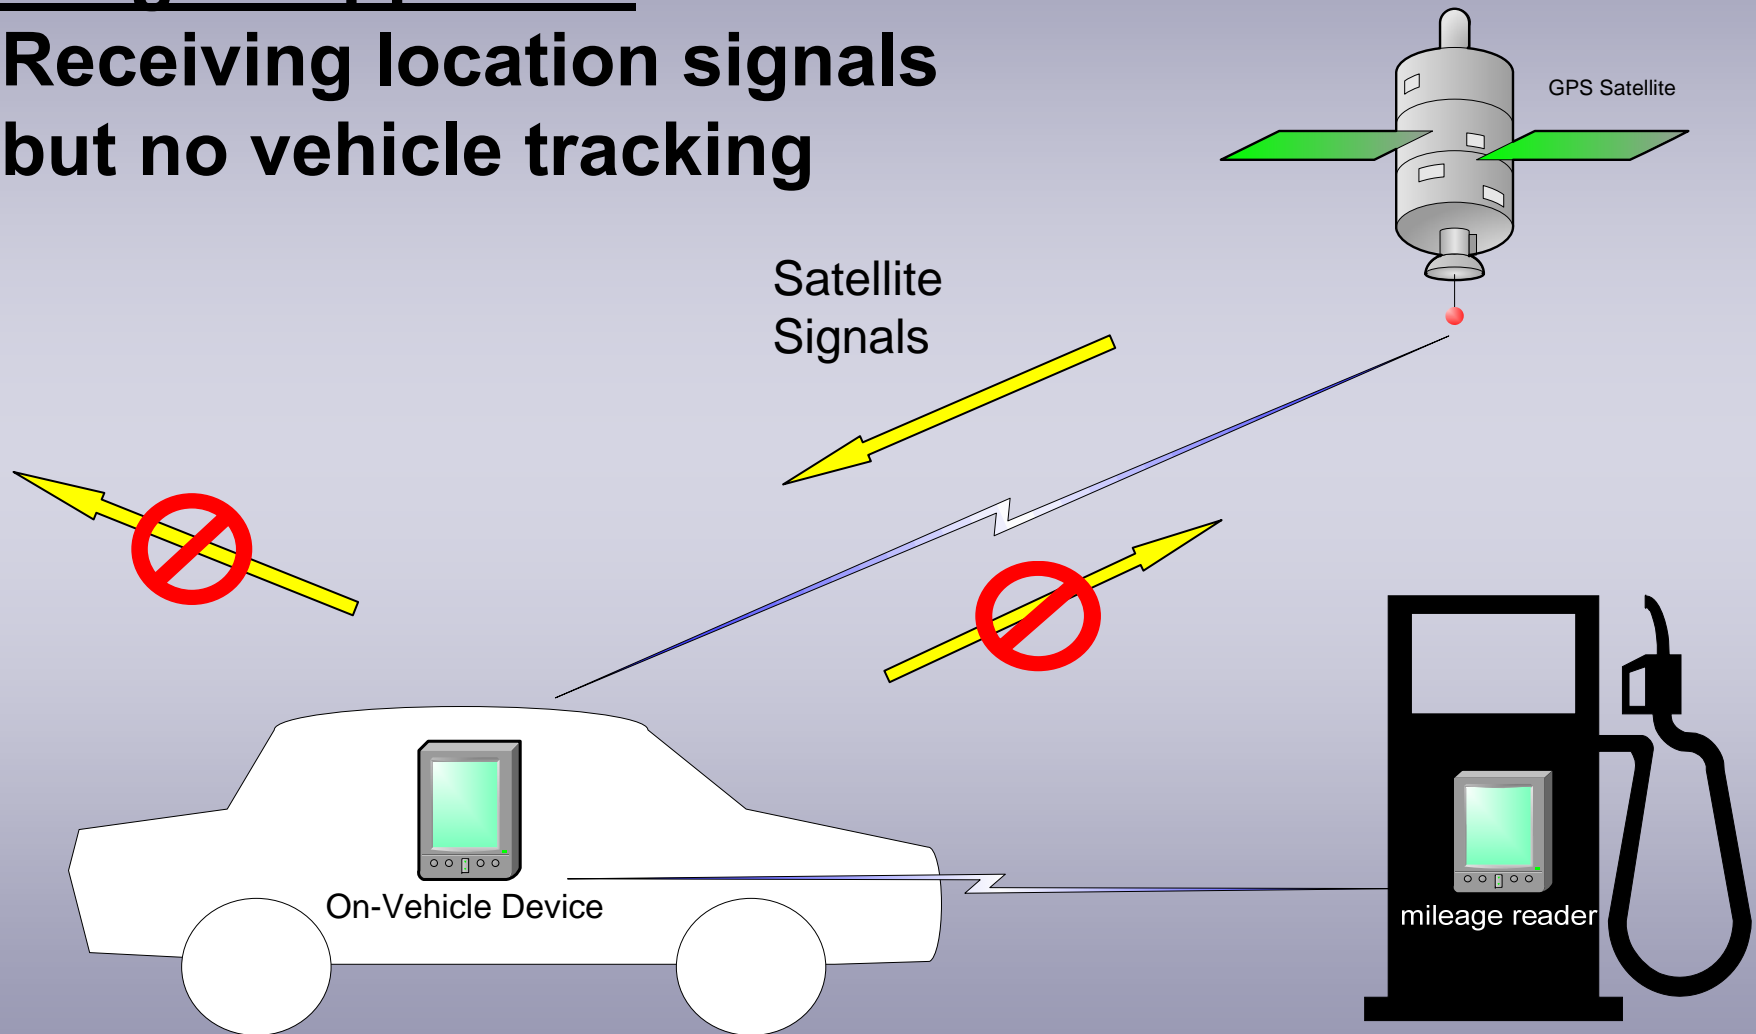 Receiving location signals
but no vehicle tracking
GPS Satellite
Satellite
Signals
On-Vehicle Device
mileage reader